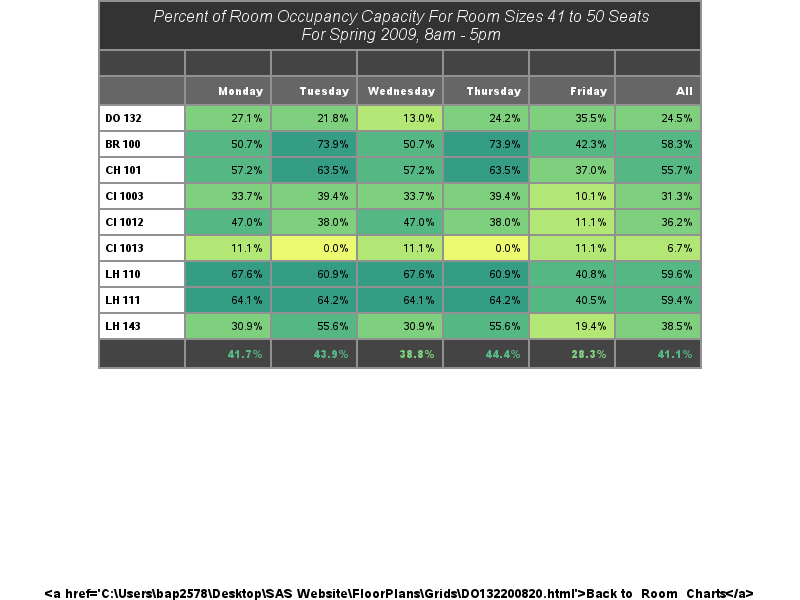 Percent of Room Occupancy Capacity For Room Sizes 41 to 50 Seats
For Spring 2009, 8am - 5pm
Monday Tuesday Wednesday Thursday Friday All
DO 132 27.1% 21.8% 13.0% 24.2% 35.5% 24.5%
BR 100 50.7% 73.9% 50.7% 73.9% 42.3% 58.3%
CH 101 57.2% 63.5% 57.2% 63.5% 37.0% 55.7%
CI 1003 33.7% 39.4% 33.7% 39.4% 10.1% 31.3%
CI 1012 47.0% 38.0% 47.0% 38.0% 11.1% 36.2%
CI 1013 11.1% 0.0% 11.1% 0.0% 11.1% 6.7%
LH 110 67.6% 60.9% 67.6% 60.9% 40.8% 59.6%
LH 111 64.1% 64.2% 64.1% 64.2% 40.5% 59.4%
LH 143 30.9% 55.6% 30.9% 55.6% 19.4% 38.5%
41.7% 43.9% 38.8% 44.4% 28.3% 41.1%
<a href='C:\Users\bap2578\Desktop\SAS Website\FloorPlans\Grids\DO132200820.html'>Back to Room Charts</a>